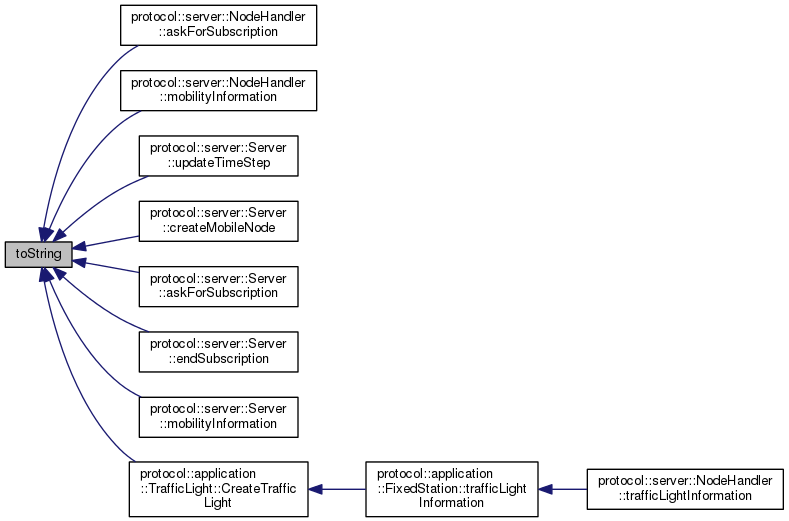 protocol::server::NodeHandler
::askForSubscription
protocol::server::NodeHandler
::mobilityInformation
protocol::server::Server
::updateTimeStep
protocol::server::Server
::createMobileNode
toString
protocol::server::Server
::askForSubscription
protocol::server::Server
::endSubscription
protocol::server::Server
::mobilityInformation
protocol::application
::TrafficLight::CreateTraffic
Light
protocol::application
::FixedStation::trafficLight
Information
protocol::server::NodeHandler
::trafficLightInformation